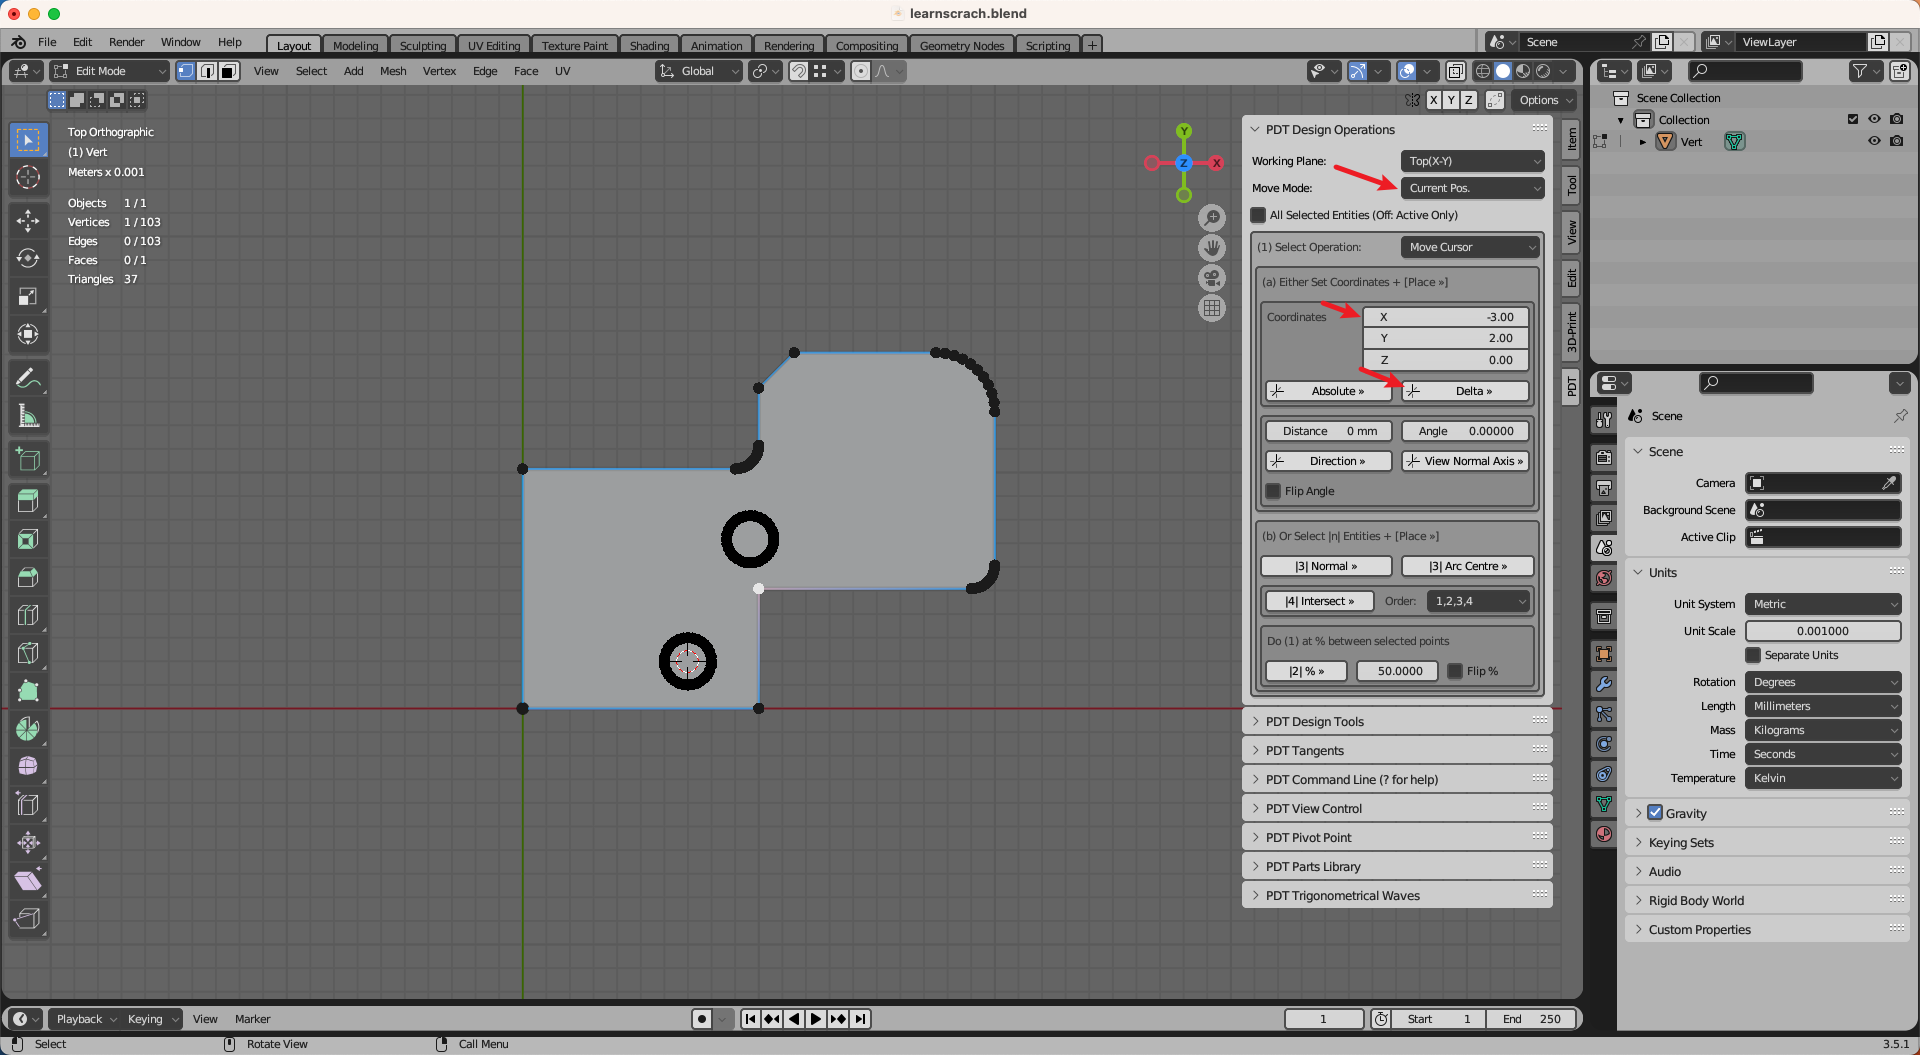 learnscrach.blend
File Edit Render Window Help Layout Modeling Sculpting UV Editing Texture Paint Shading Animation Rendering Compositing Geometry Nodes Scripting + Scene ViewLayer
Edit Mode View Select Add Mesh Vertex Edge Face UV Global
X Y Z Options
Top Orthographic
(1) Vert
Meters x 0.001
Objects 1 / 1
Vertices 1 / 103
Edges 0 / 103
Faces 0 / 1
Triangles 37
Y
Z
X
PDT Design Operations
Working Plane: Top(X-Y)
Move Mode: Current Pos.
All Selected Entities (Off: Active Only)
(1) Select Operation: Move Cursor
(a) Either Set Coordinates + [Place »]
Coordinates X -3.00
Y 2.00
Z 0.00
Absolute » Delta »
Distance 0 mm Angle 0.00000
Direction » View Normal Axis »
Flip Angle
(b) Or Select |n| Entities + [Place »]
|3| Normal » |3| Arc Centre »
|4| Intersect » Order: 1,2,3,4
Do (1) at % between selected points
|2| % » 50.0000 Flip %
PDT Design Tools
PDT Tangents
PDT Command Line (? for help)
PDT View Control
PDT Pivot Point
PDT Parts Library
PDT Trigonometrical Waves
Item
Tool
View
Edit
3D-Print
PDT
Scene Collection
Collection
Vert
Scene
Scene
Camera
Background Scene
Active Clip
Units
Unit System Metric
Unit Scale 0.001000
Separate Units
Rotation Degrees
Length Millimeters
Mass Kilograms
Time Seconds
Temperature Kelvin
Gravity
Keying Sets
Audio
Rigid Body World
Custom Properties
Playback Keying View Marker 1 Start 1 End 250
Select Rotate View Call Menu 3.5.1